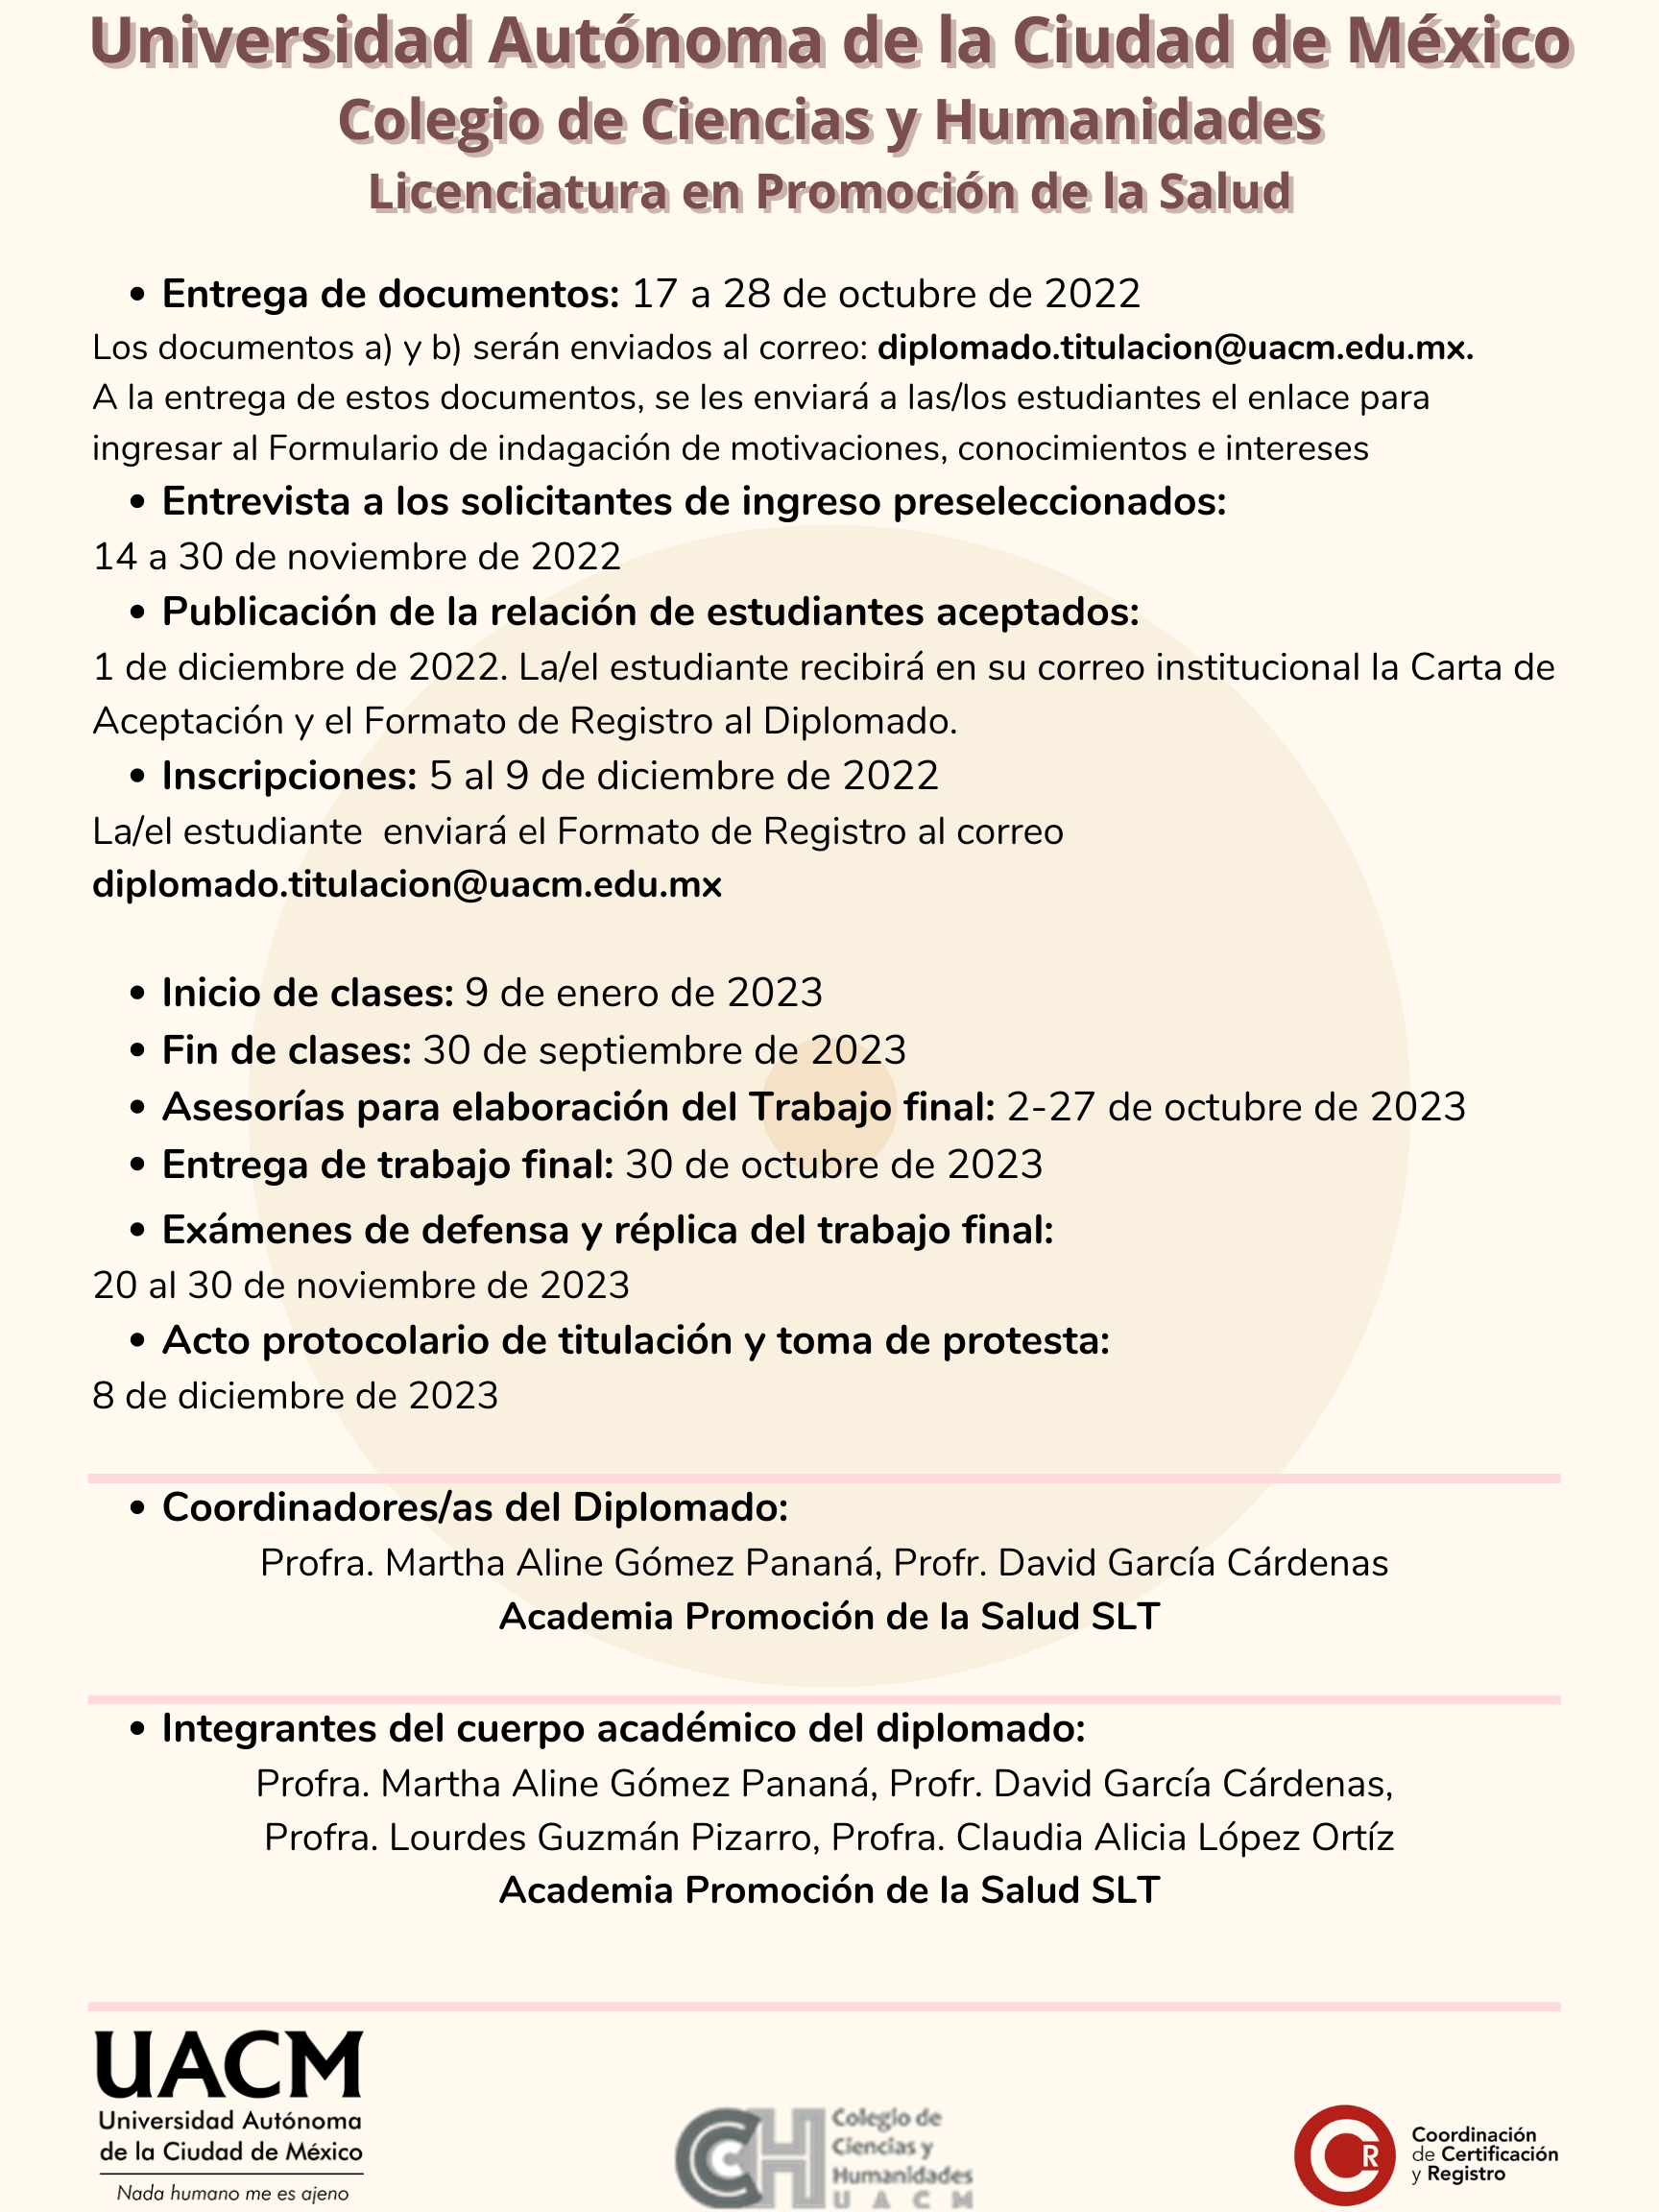 Universidad Autónoma de la Ciudad de México
Colegio de Ciencias y Humanidades
Licenciatura en Promoción de la Salud
• Entrega de documentos: 17 a 28 de octubre de 2022
Los documentos a) y b) serán enviados al correo: diplomado.titulacion@uacm.edu.mx.
A la entrega de estos documentos, se les enviará a las/los estudiantes el enlace para
ingresar al Formulario de indagación de motivaciones, conocimientos e intereses
• Entrevista a los solicitantes de ingreso preseleccionados:
14 a 30 de noviembre de 2022
• Publicación de la relación de estudiantes aceptados:
1 de diciembre de 2022. La/el estudiante recibirá en su correo institucional la Carta de
Aceptación y el Formato de Registro al Diplomado.
• Inscripciones: 5 al 9 de diciembre de 2022
La/el estudiante  enviará el Formato de Registro al correo
diplomado.titulacion@uacm.edu.mx
• Inicio de clases: 9 de enero de 2023
• Fin de clases: 30 de septiembre de 2023
• Asesorías para elaboración del Trabajo final: 2-27 de octubre de 2023
• Entrega de trabajo final: 30 de octubre de 2023
• Exámenes de defensa y réplica del trabajo final:
20 al 30 de noviembre de 2023
• Acto protocolario de titulación y toma de protesta:
8 de diciembre de 2023
• Coordinadores/as del Diplomado:
Profra. Martha Aline Gómez Pananá, Profr. David García Cárdenas
Academia Promoción de la Salud SLT
• Integrantes del cuerpo académico del diplomado:
Profra. Martha Aline Gómez Pananá, Profr. David García Cárdenas,
Profra. Lourdes Guzmán Pizarro, Profra. Claudia Alicia López Ortíz
Academia Promoción de la Salud SLT
UACM
Universidad Autónoma
de la Ciudad de México
Nada humano me es ajeno
CCH
Colegio de
Ciencias y
Humanidades
UACM
CR
Coordinación
de Certificación
y Registro